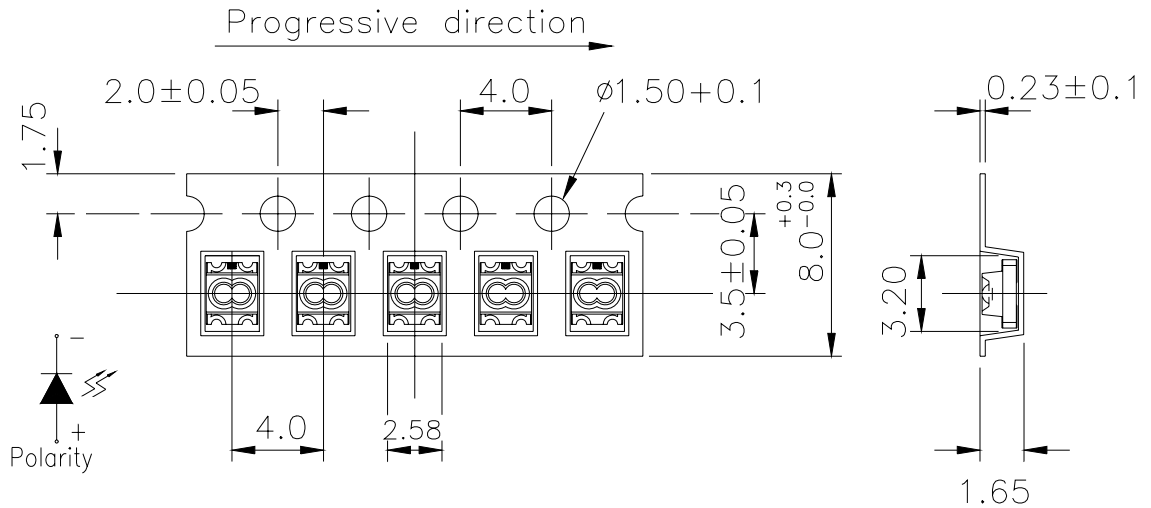 Progressive direction
2.0±0.05
4.0
ø1.50+0.1
0.23±0.1
1.75
3.5±0.05
8.0 +0.3 -0.0
3.20
-
+
Polarity
4.0
2.58
1.65